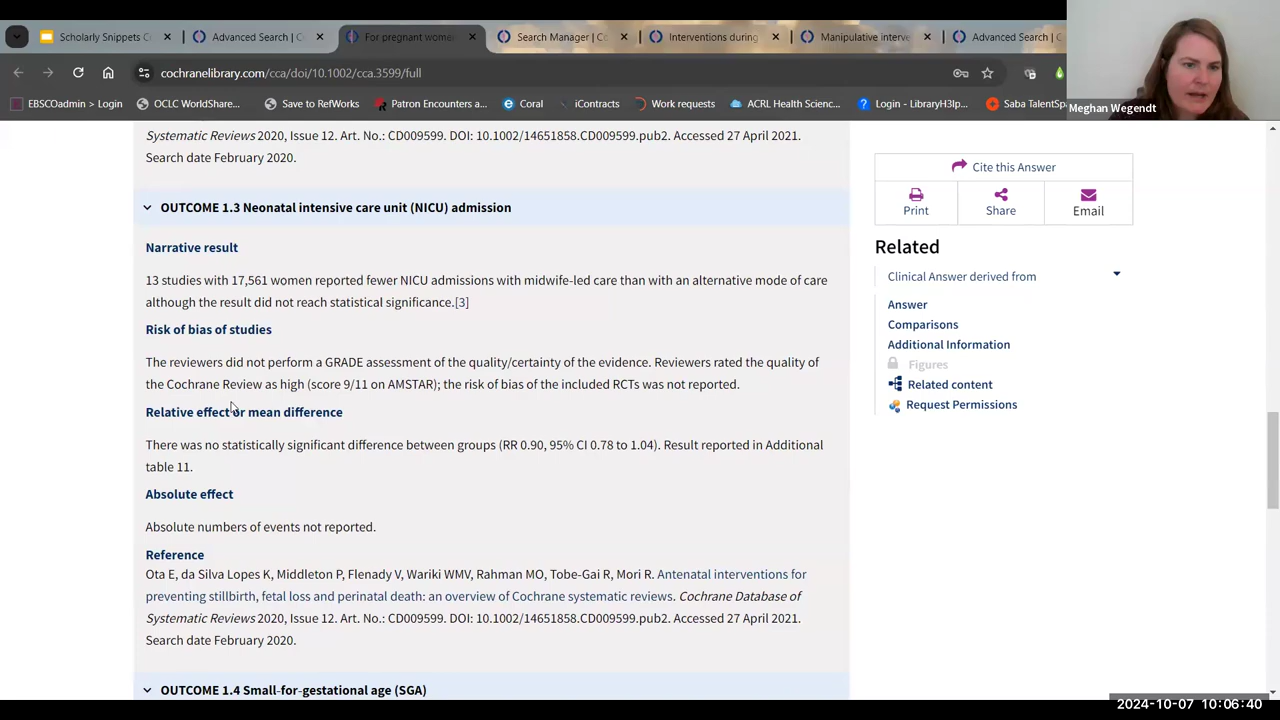 Scholarly Snippets C
Advanced Search | C
For pregnant wome
Search Manager | Co
Interventions during
Manipulative interve
Advanced Search | C
cochranelibrary.com/cca/doi/10.1002/cca.3599/full
EBSCOadmin > Login
OCLC WorldShare...
Save to RefWorks
Patron Encounters a...
Coral
iContracts
Work requests
ACRL Health Scienc...
Login - LibraryH3lp...
Saba TalentSp
Meghan Wegendt
Systematic Reviews 2020, Issue 12. Art. No.: CD009599. DOI: 10.1002/14651858.CD009599.pub2. Accessed 27 April 2021.
Search date February 2020.
OUTCOME 1.3 Neonatal intensive care unit (NICU) admission
Narrative result
13 studies with 17,561 women reported fewer NICU admissions with midwife-led care than with an alternative mode of care
although the result did not reach statistical significance.[3]
Risk of bias of studies
The reviewers did not perform a GRADE assessment of the quality/certainty of the evidence. Reviewers rated the quality of
the Cochrane Review as high (score 9/11 on AMSTAR); the risk of bias of the included RCTs was not reported.
Relative effect or mean difference
There was no statistically significant difference between groups (RR 0.90, 95% CI 0.78 to 1.04). Result reported in Additional
table 11.
Absolute effect
Absolute numbers of events not reported.
Reference
Ota E, da Silva Lopes K, Middleton P, Flenady V, Wariki WMV, Rahman MO, Tobe-Gai R, Mori R. Antenatal interventions for
preventing stillbirth, fetal loss and perinatal death: an overview of Cochrane systematic reviews. Cochrane Database of
Systematic Reviews 2020, Issue 12. Art. No.: CD009599. DOI: 10.1002/14651858.CD009599.pub2. Accessed 27 April 2021.
Search date February 2020.
OUTCOME 1.4 Small-for-gestational age (SGA)
Cite this Answer
Print
Share
Email
Related
Clinical Answer derived from
Answer
Comparisons
Additional Information
Figures
Related content
Request Permissions
2024-10-07 10:06:40